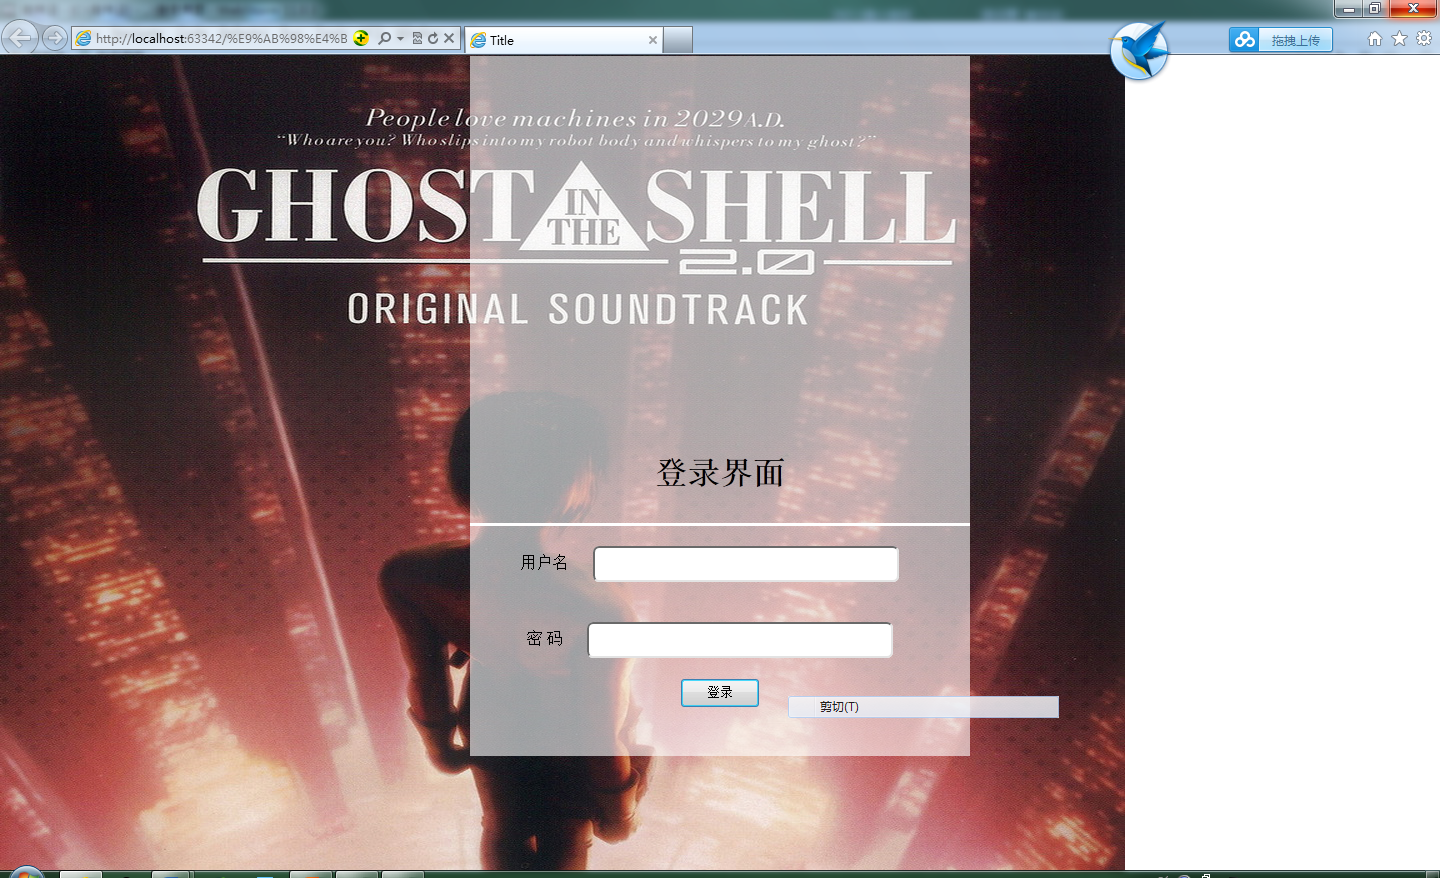 http://localhost:63342/%E9%AB%98%E4%B
Title
拖拽上传
People love machines in 2029 A.D.
“Who are you? Who slips into my robot body and whispers to my ghost?”
GHOST IN THE SHELL
2.0
ORIGINAL SOUNDTRACK
登录界面
用户名
密 码
登录
剪切(T)